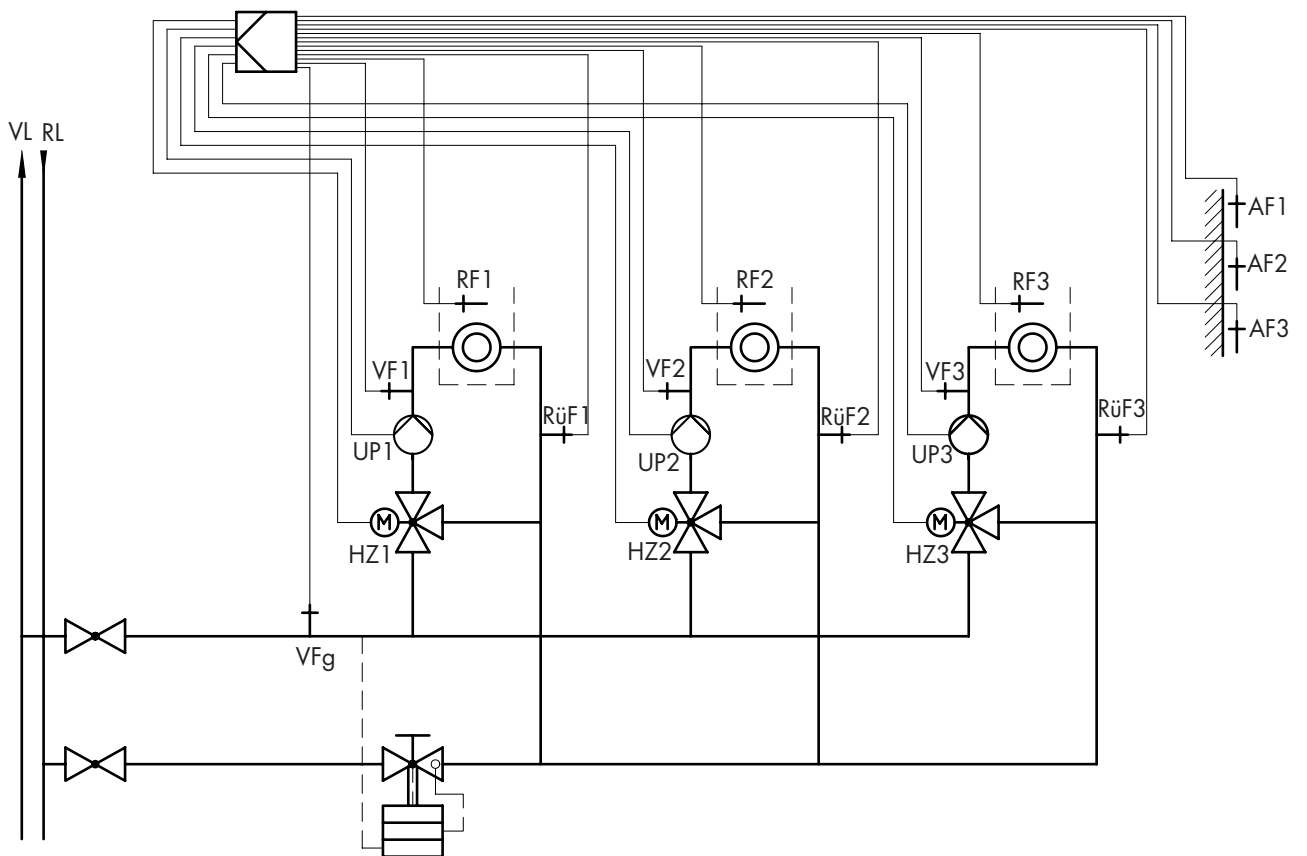 VL RL
AF1
AF2
AF3
RF1 RF2 RF3
VF1 VF2 VF3
RüF1 RüF2 RüF3
UP1 UP2 UP3
M M M
HZ1 HZ2 HZ3
VFg